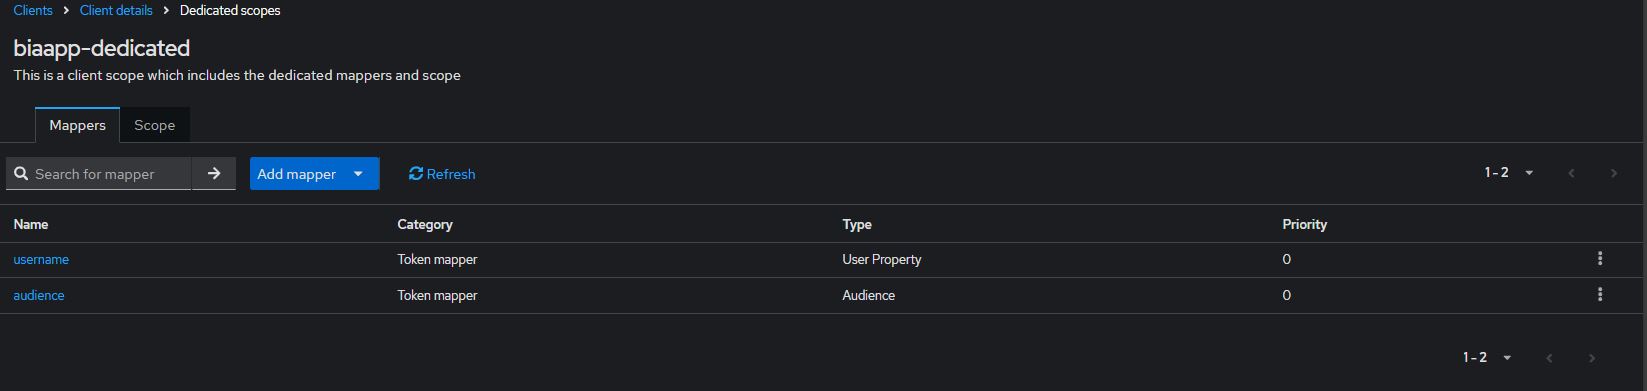 Clients > Client details > Dedicated scopes
biaapp-dedicated
This is a client scope which includes the dedicated mappers and scope
Mappers Scope
Search for mapper Add mapper Refresh 1 - 2
Name Category Type Priority
username Token mapper User Property 0
audience Token mapper Audience 0
1 - 2